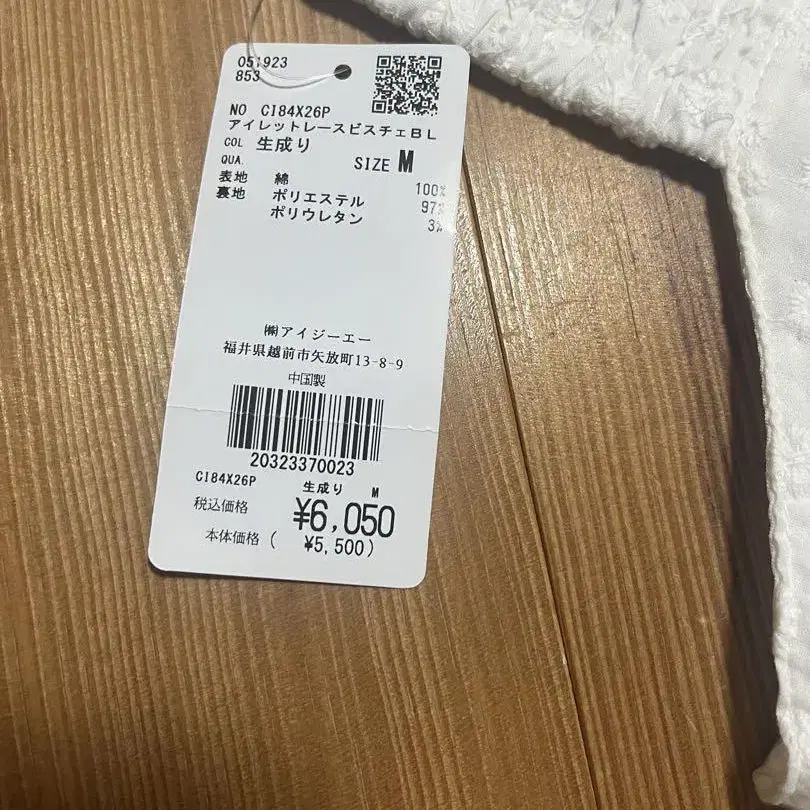 051923
853
NO CI84X26P
アイレットレースビスチェBL
COL 生成り
QUA. SIZE M
表地 綿 100%
裏地 ポリエステル 97%
ポリウレタン 3%
㈱アイジーエー
福井県越前市矢放町13-8-9
中国製
20323370023
CI84X26P 生成り M
税込価格 ¥6,050
本体価格 ( ¥5,500)